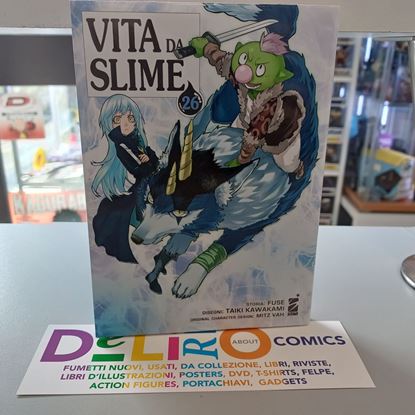 VITA DA
SLIME
26
STORIA: FUSE
DISEGNI: TAIKI KAWAKAMI
ORIGINAL CHARACTER DESIGN: MITZ VAH
DELIRO ABOUT COMICS
FUMETTI NUOVI, USATI, DA COLLEZIONE, LIBRI, RIVISTE,
LIBRI D'ILLUSTRAZIONI, POSTERS, DVD, T-SHIRTS, FELPE,
ACTION FIGURES, PORTACHIAVI, GADGETS